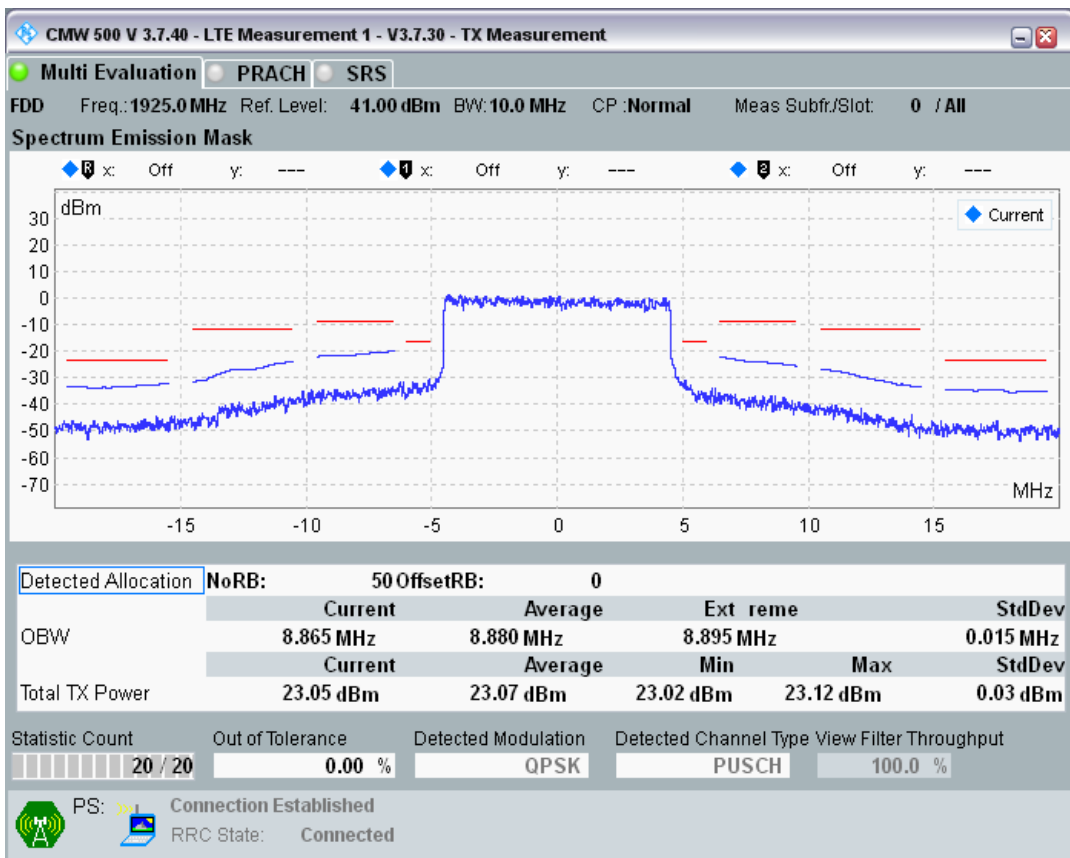 CMW 500 V 3.7.40 - LTE Measurement 1 - V3.7.30 - TX Measurement
Multi Evaluation PRACH SRS
FDD Freq.: 1925.0 MHz Ref. Level: 41.00 dBm BW: 10.0 MHz CP : Normal Meas Subfr./Slot: 0 / All
Spectrum Emission Mask
R x: Off y: --- 1 x: Off y: --- 2 x: Off y: ---
dBm
Current
30
20
10
0
-10
-20
-30
-40
-50
-60
-70
MHz
-15 -10 -5 0 5 10 15
Detected Allocation NoRB: 50 OffsetRB: 0
Current Average Ext reme StdDev
OBW 8.865 MHz 8.880 MHz 8.895 MHz 0.015 MHz
Current Average Min Max StdDev
Total TX Power 23.05 dBm 23.07 dBm 23.02 dBm 23.12 dBm 0.03 dBm
Statistic Count Out of Tolerance Detected Modulation Detected Channel Type View Filter Throughput
20 / 20 0.00 % QPSK PUSCH 100.0 %
PS: Connection Established
RRC State: Connected